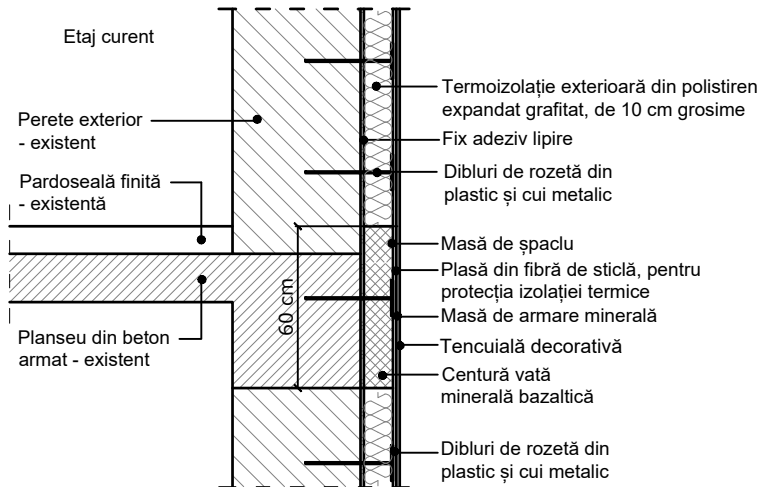 Etaj curent
Perete exterior
- existent
Pardoseală finită
- existentă
Planseu din beton
armat - existent
60 cm
Termoizolație exterioară din polistiren
expandat grafitat, de 10 cm grosime
Fix adeziv lipire
Dibluri de rozetă din
plastic și cui metalic
Masă de șpaclu
Plasă din fibră de sticlă, pentru
protecția izolației termice
Masă de armare minerală
Tencuială decorativă
Centură vată
minerală bazaltică
Dibluri de rozetă din
plastic și cui metalic